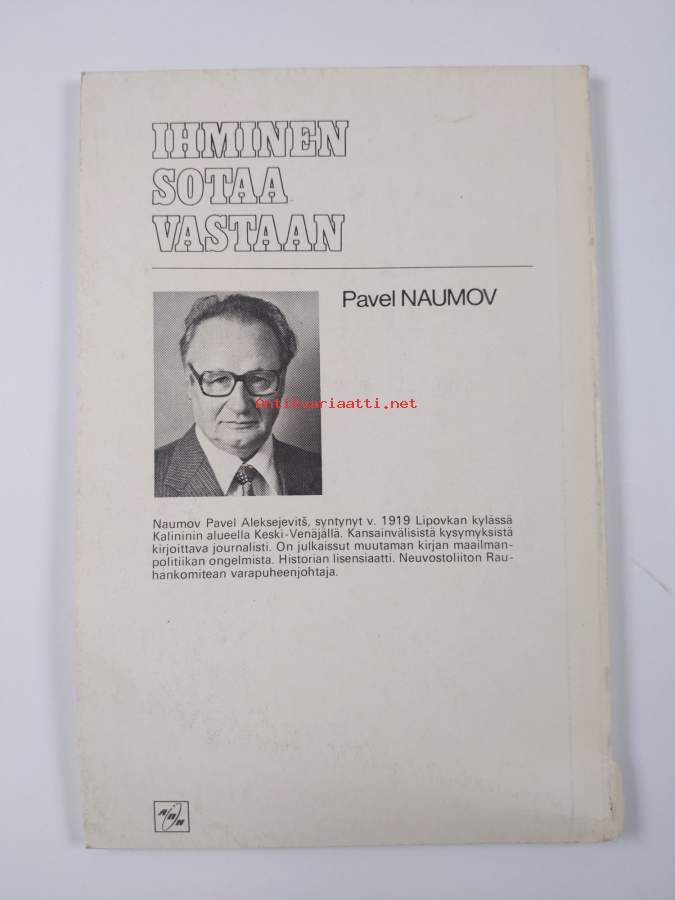 IHMINEN
SOTAA
VASTAAN
Pavel NAUMOV
Antikvariaatti.net
Naumov Pavel Aleksejevitš, syntynyt v. 1919 Lipovkan kylässä
Kalininin alueella Keski-Venäjällä. Kansainvälisistä kysymyksistä
kirjoittava journalisti. On julkaissut muutaman kirjan maailman-
politiikan ongelmista. Historian lisensiaatti. Neuvostoliiton Rau-
hankomitean varapuheenjohtaja.
АПН